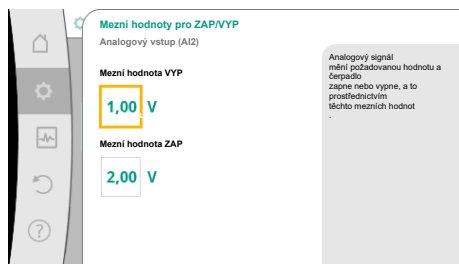 Mezní hodnoty pro ZAP/VYP
Analogový vstup (AI2)
Mezní hodnota VYP
1,00 V
Mezní hodnota ZAP
2,00 V
Analogový signál
mění požadovanou hodnotu a
čerpadlo
zapne nebo vypne, a to
prostřednictvím
těchto mezních hodnot
.
?